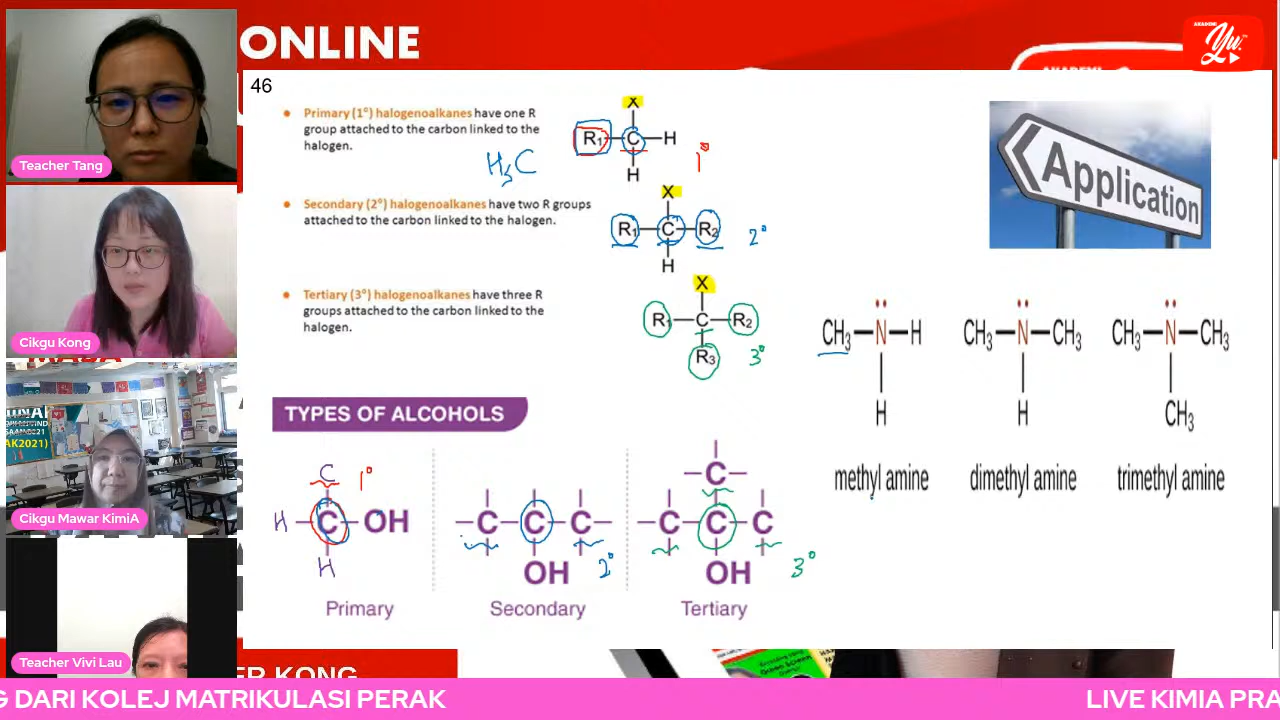 ONLINE
AKADEMI
Yu.
46
Primary (1°) halogenoalkanes have one R
group attached to the carbon linked to the
halogen.
H₃C
X
R₁ C H
H
1°
Secondary (2°) halogenoalkanes have two R groups
attached to the carbon linked to the halogen.
X
R₁ C R₂
H
2°
Tertiary (3°) halogenoalkanes have three R
groups attached to the carbon linked to the
halogen.
X
R₁ C R₂
R₃
3°
Application
CH₃ N H
H
methyl amine
CH₃ N CH₃
H
dimethyl amine
CH₃ N CH₃
CH₃
trimethyl amine
TYPES OF ALCOHOLS
C
1°
H C OH
H
Primary
C C C
OH
2°
Secondary
C
C C C
OH
3°
Tertiary
Teacher Tang
Cikgu Kong
Cikgu Mawar KimiA
Teacher Vivi Lau
ER KONG
G DARI KOLEJ MATRIKULASI PERAK
LIVE KIMIA PRA